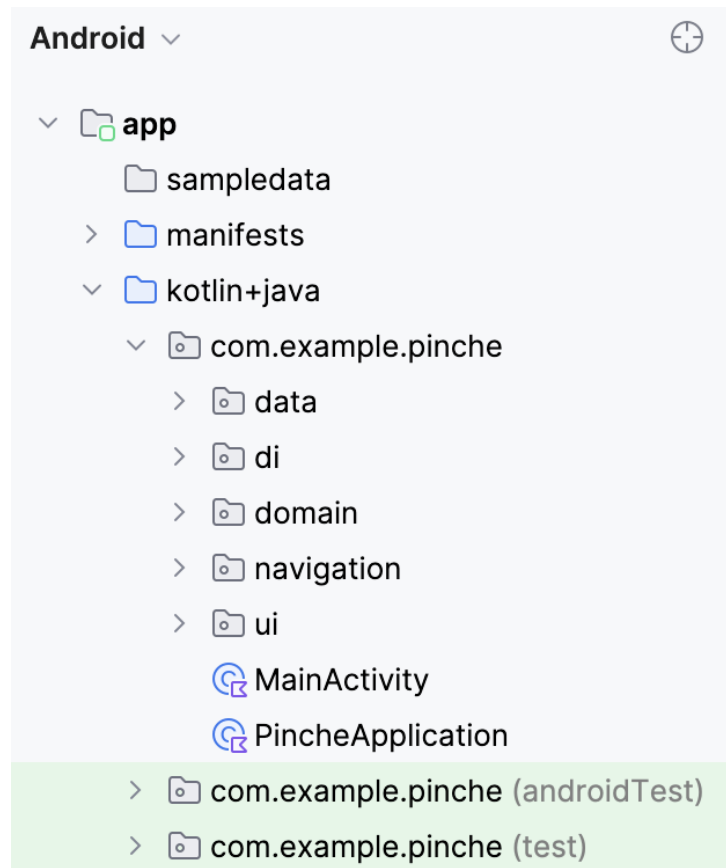 Android
app
sampledata
manifests
kotlin+java
com.example.pinche
data
di
domain
navigation
ui
MainActivity
PincheApplication
com.example.pinche (androidTest)
com.example.pinche (test)